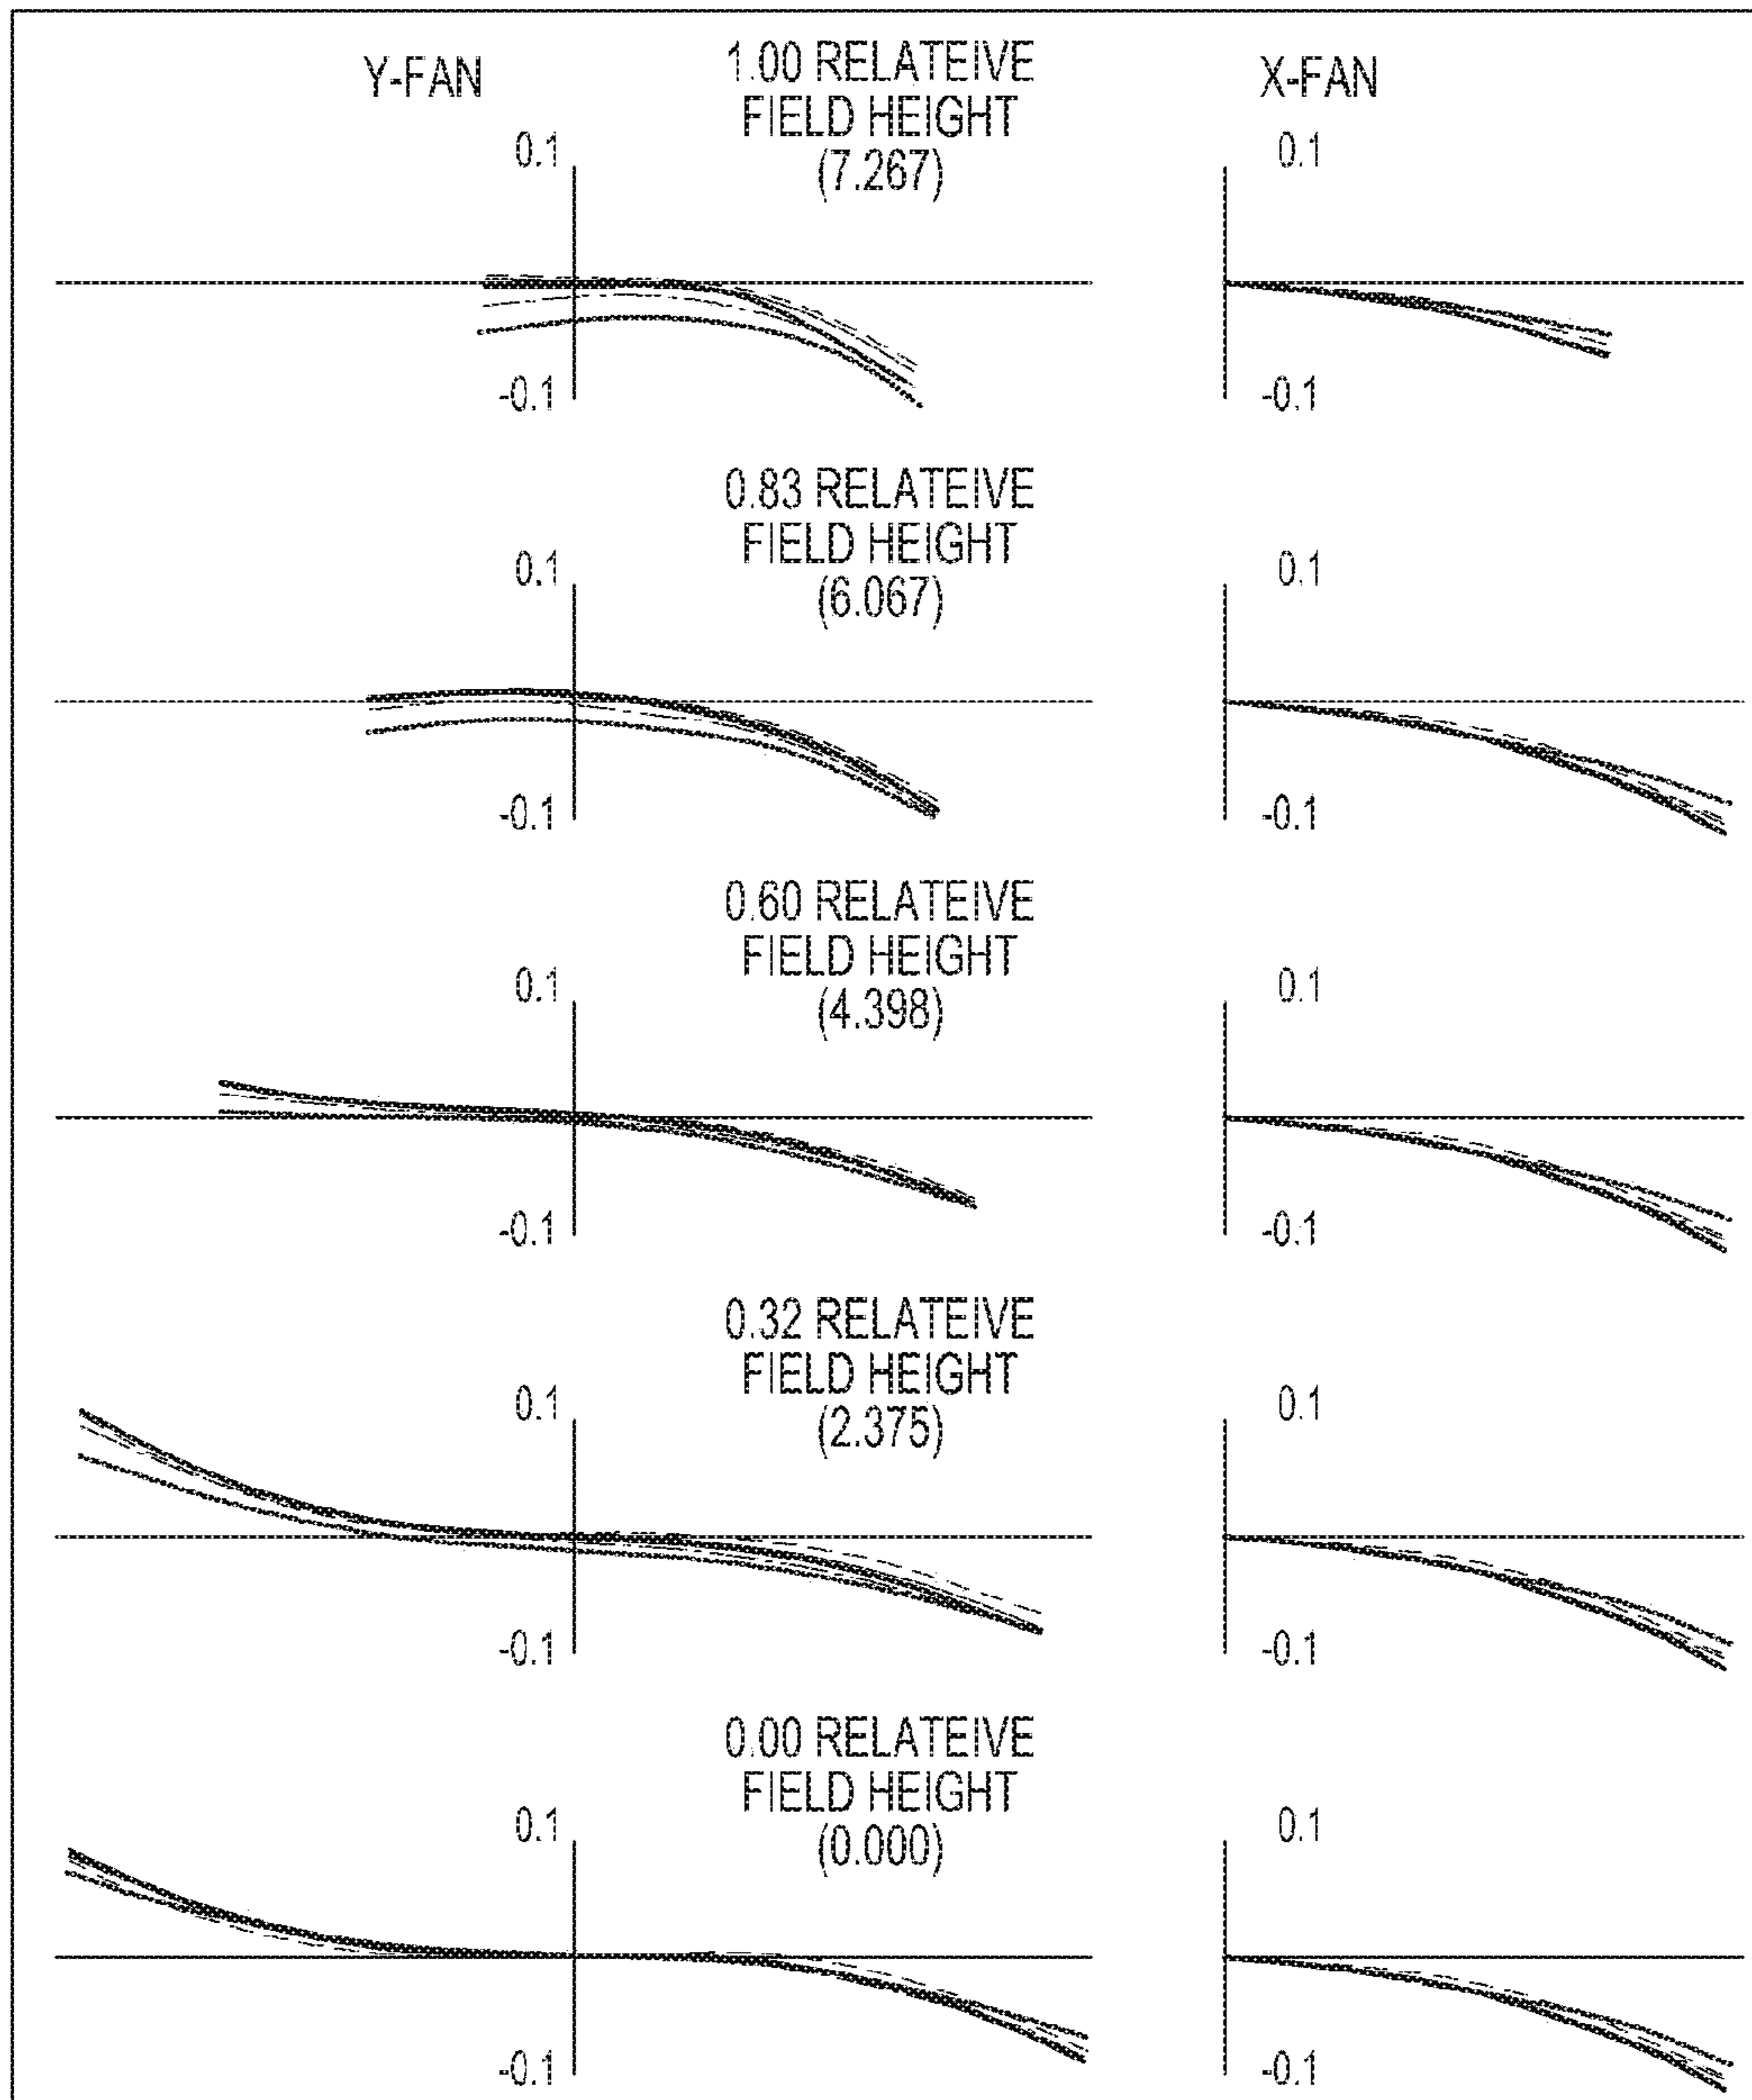 Y-FAN
1.00 RELATEIVE
FIELD HEIGHT
(7.267)
X-FAN
0.1
0.1
-0.1
-0.1
0.83 RELATEIVE
FIELD HEIGHT
(6.067)
0.1
0.1
-0.1
-0.1
0.60 RELATEIVE
FIELD HEIGHT
(4.398)
0.1
0.1
-0.1
-0.1
0.32 RELATEIVE
FIELD HEIGHT
(2.375)
0.1
0.1
-0.1
-0.1
0.00 RELATEIVE
FIELD HEIGHT
(0.000)
0.1
0.1
-0.1
-0.1